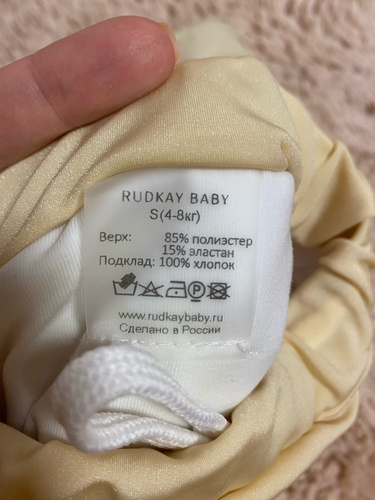 RUDKAY BABY
S(4-8кг)
Верх: 85% полиэстер
15% эластан
Подклад: 100% хлопок
www.rudkaybaby.ru
Сделано в России